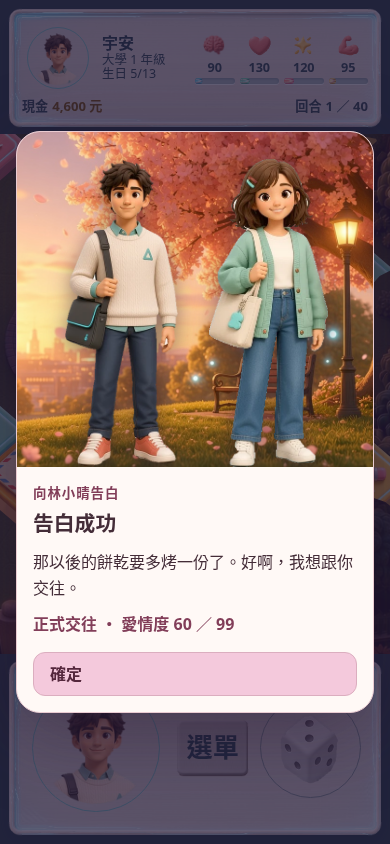 宇安
大學 1 年級
生日 5/13
90
130
120
95
現金 4,600 元
回合 1 ／ 40
向林小晴告白
告白成功
那以後的餅乾要多烤一份了。好啊，我想跟你
交往。
正式交往 • 愛情度 60 ／ 99
確定
選單